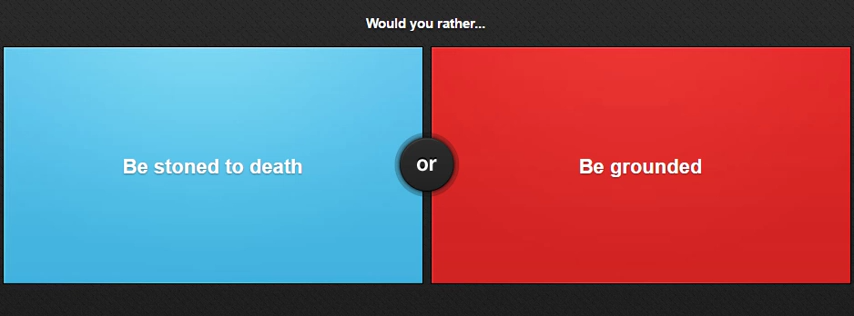 Would you rather...
Be stoned to death
or
Be grounded